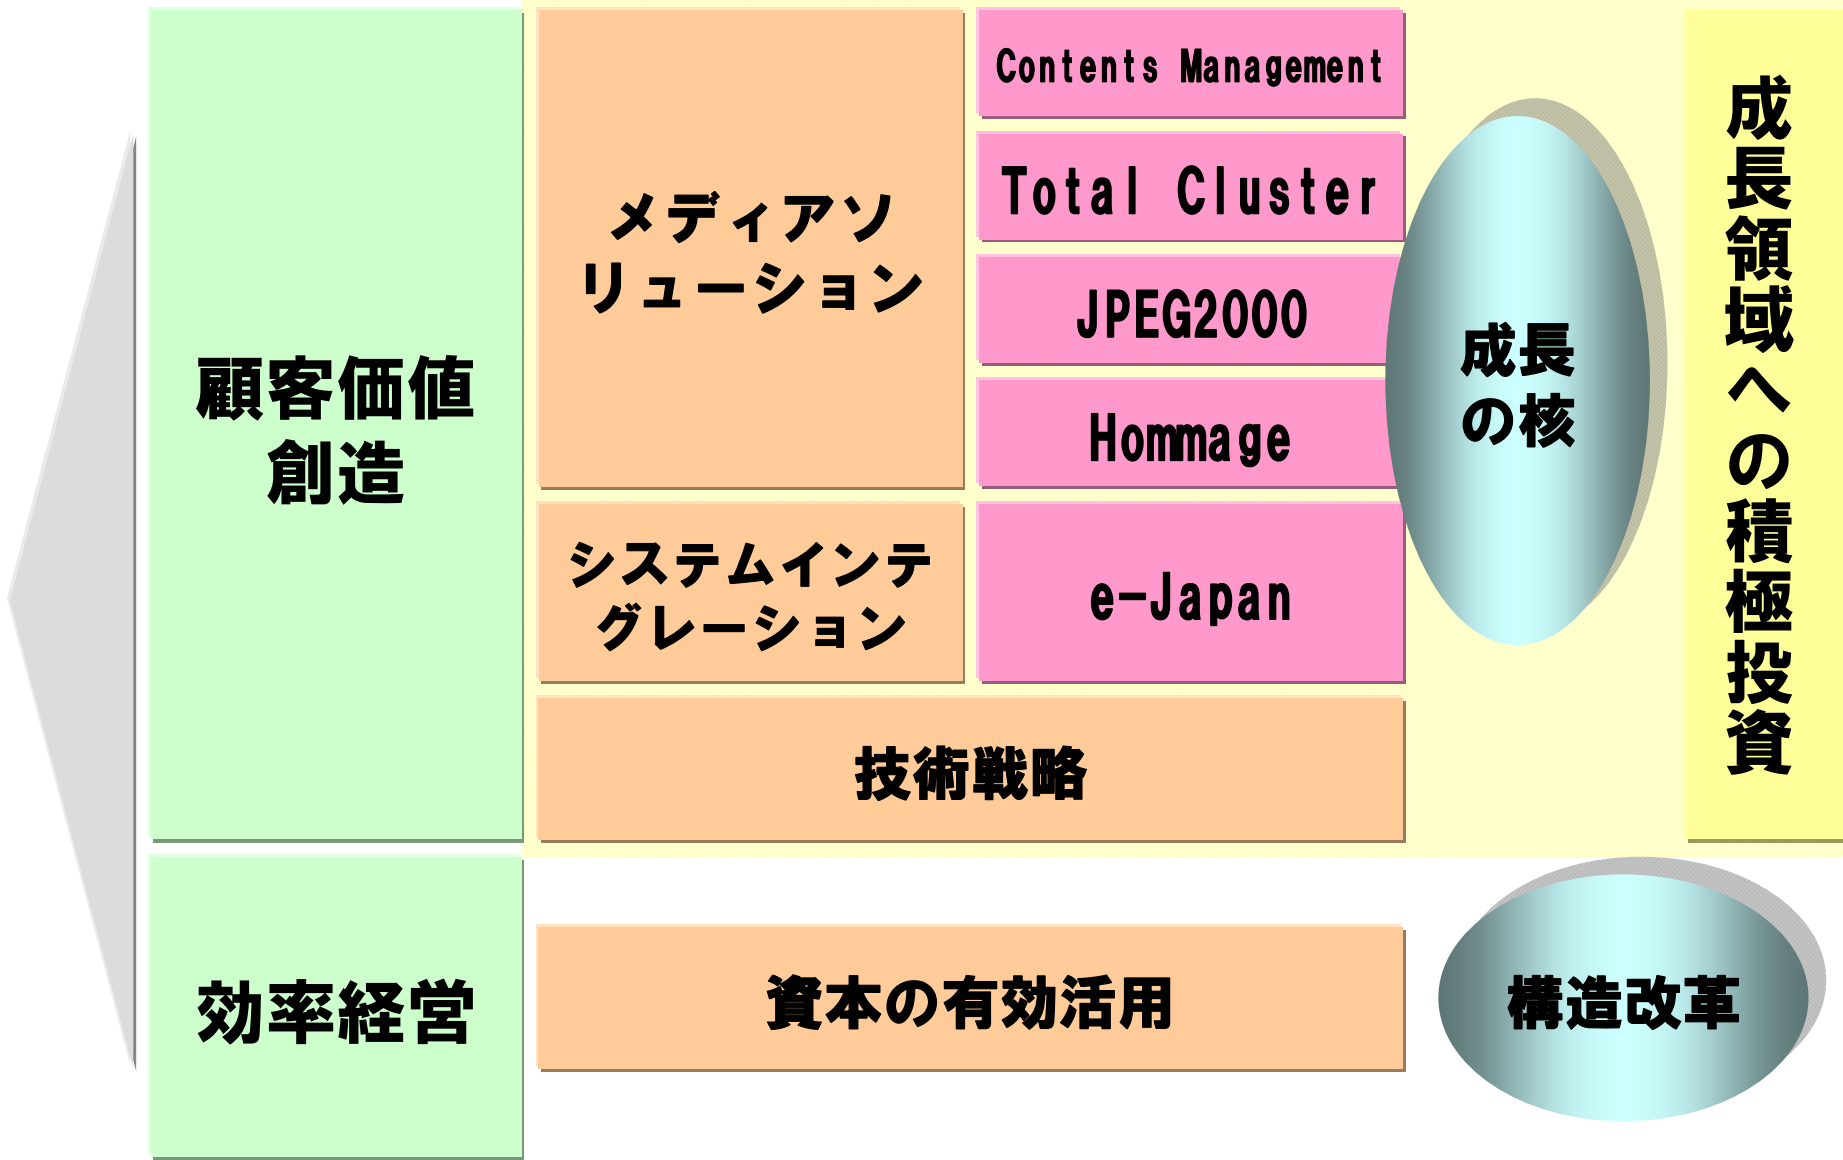 顧客価値
創造
メディアソ
リューション
Contents Management
Total Cluster
JPEG2000
Hommage
システムインテ
グレーション
e-Japan
技術戦略
成長
の核
成長領域への積極投資
効率経営
資本の有効活用
構造改革